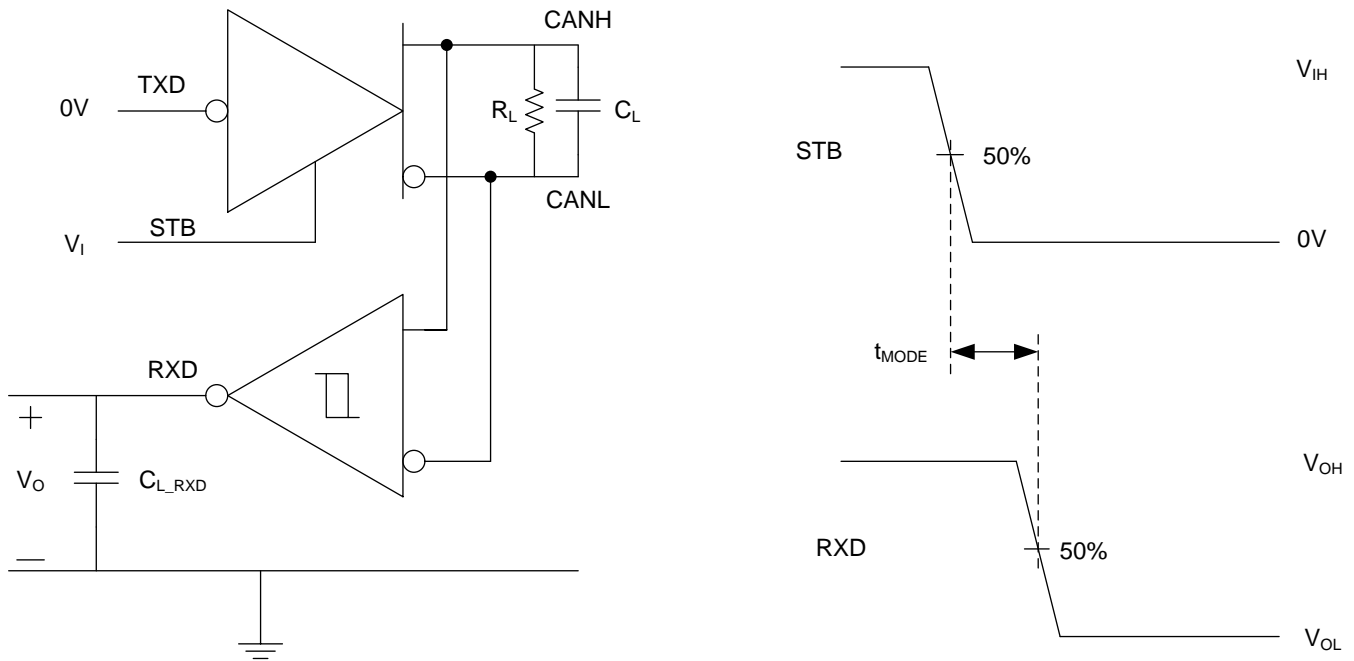 CANH
TXD
0V
R_L
C_L
CANL
STB
V_I
RXD
+
V_O
C_L_RXD
—
V_IH
STB
50%
0V
t_MODE
V_OH
RXD
50%
V_OL